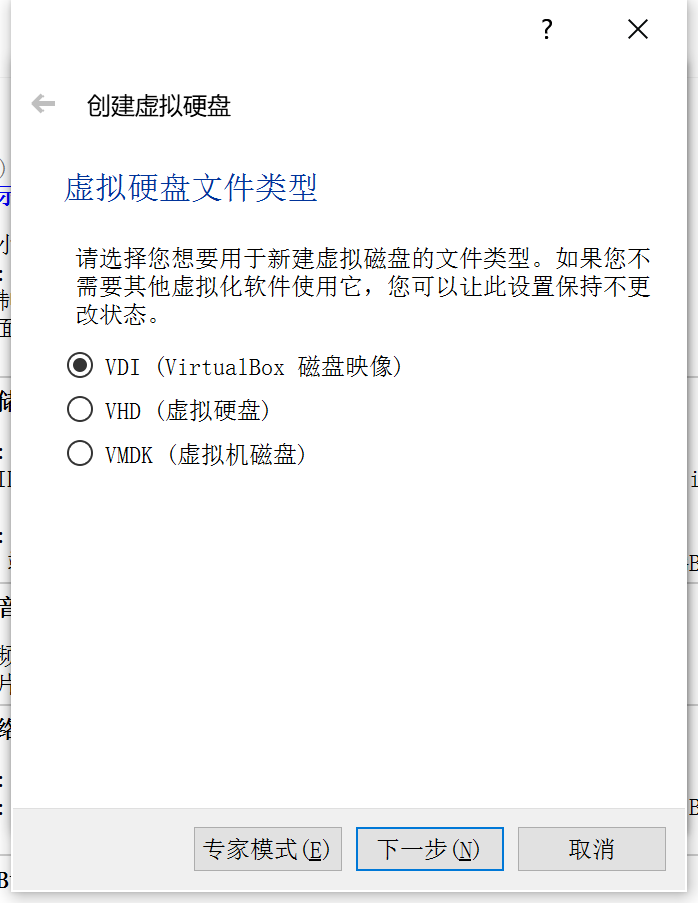 ?
创建虚拟硬盘
虚拟硬盘文件类型
请选择您想要用于新建虚拟磁盘的文件类型。如果您不
需要其他虚拟化软件使用它，您可以让此设置保持不更
改状态。
VDI (VirtualBox 磁盘映像)
VHD (虚拟硬盘)
VMDK (虚拟机磁盘)
专家模式(E)
下一步(N)
取消